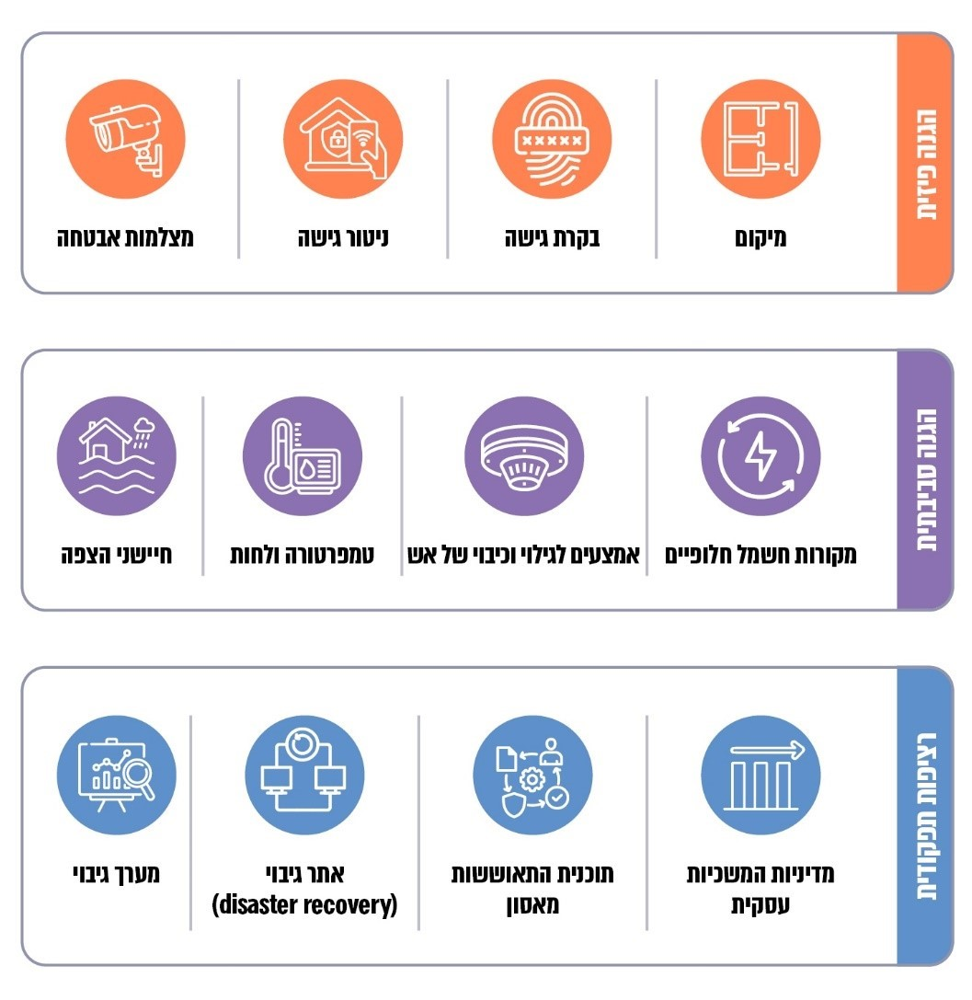 הגנה פיזית
מיקום
בקרת גישה
×××××
ניטור גישה
מצלמות אבטחה
הגנה סביבתית
מקורות חשמל חלופיים
אמצעים לגילוי וכיבוי של אש
טמפרטורה ולחות
חיישני הצפה
רציפות תפקודית
מדיניות המשכיות
עסקית
תוכנית התאוששות
מאסון
אתר גיבוי
(disaster recovery)
מערך גיבוי